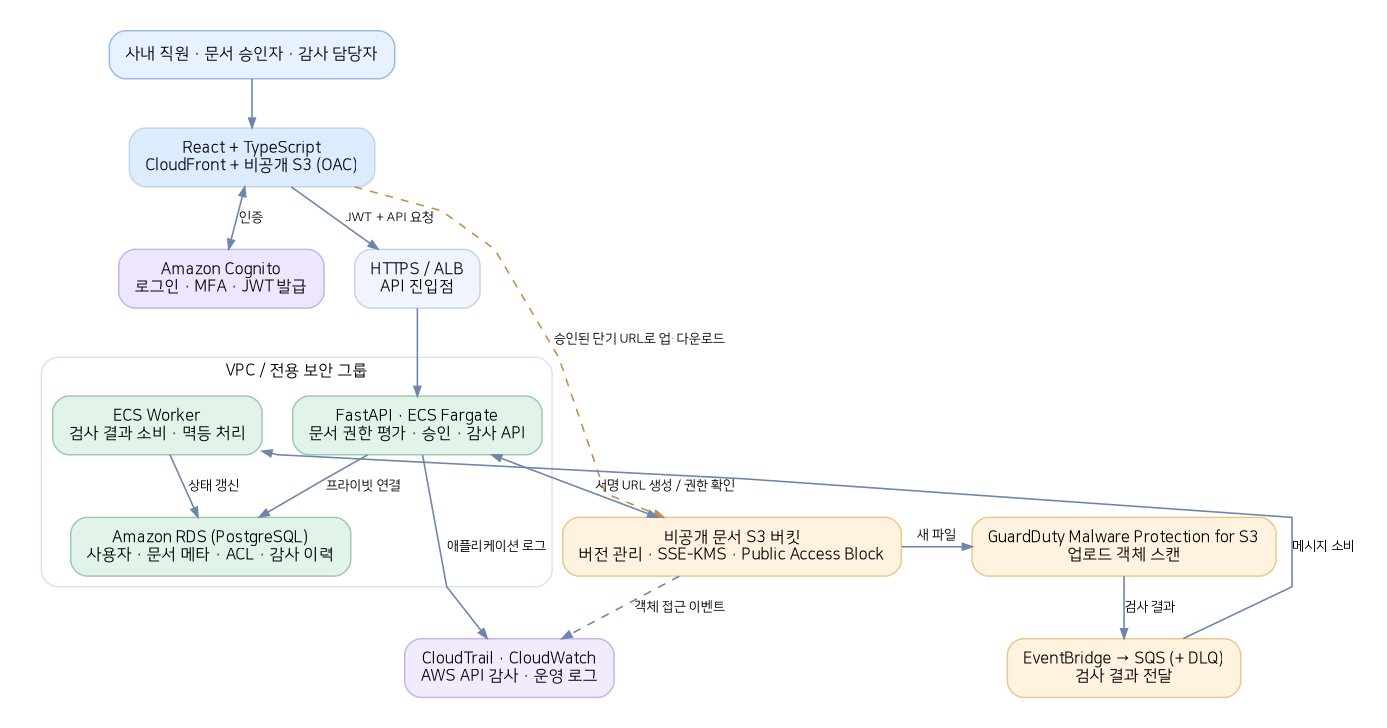 사내 직원 · 문서 승인자 · 감사 담당자
React + TypeScript
CloudFront + 비공개 S3 (OAC)
인증
JWT + API 요청
Amazon Cognito
로그인 · MFA · JWT 발급
HTTPS / ALB
API 진입점
승인된 단기 URL로 업·다운로드
VPC / 전용 보안 그룹
ECS Worker
검사 결과 소비 · 멱등 처리
FastAPI · ECS Fargate
문서 권한 평가 · 승인 · 감사 API
상태 갱신
프라이빗 연결
서명 URL 생성 / 권한 확인
Amazon RDS (PostgreSQL)
사용자 · 문서 메타 · ACL · 감사 이력
애플리케이션 로그
비공개 문서 S3 버킷
버전 관리 · SSE-KMS · Public Access Block
새 파일
GuardDuty Malware Protection for S3
업로드 객체 스캔
메시지 소비
객체 접근 이벤트
검사 결과
CloudTrail · CloudWatch
AWS API 감사 · 운영 로그
EventBridge → SQS (+ DLQ)
검사 결과 전달